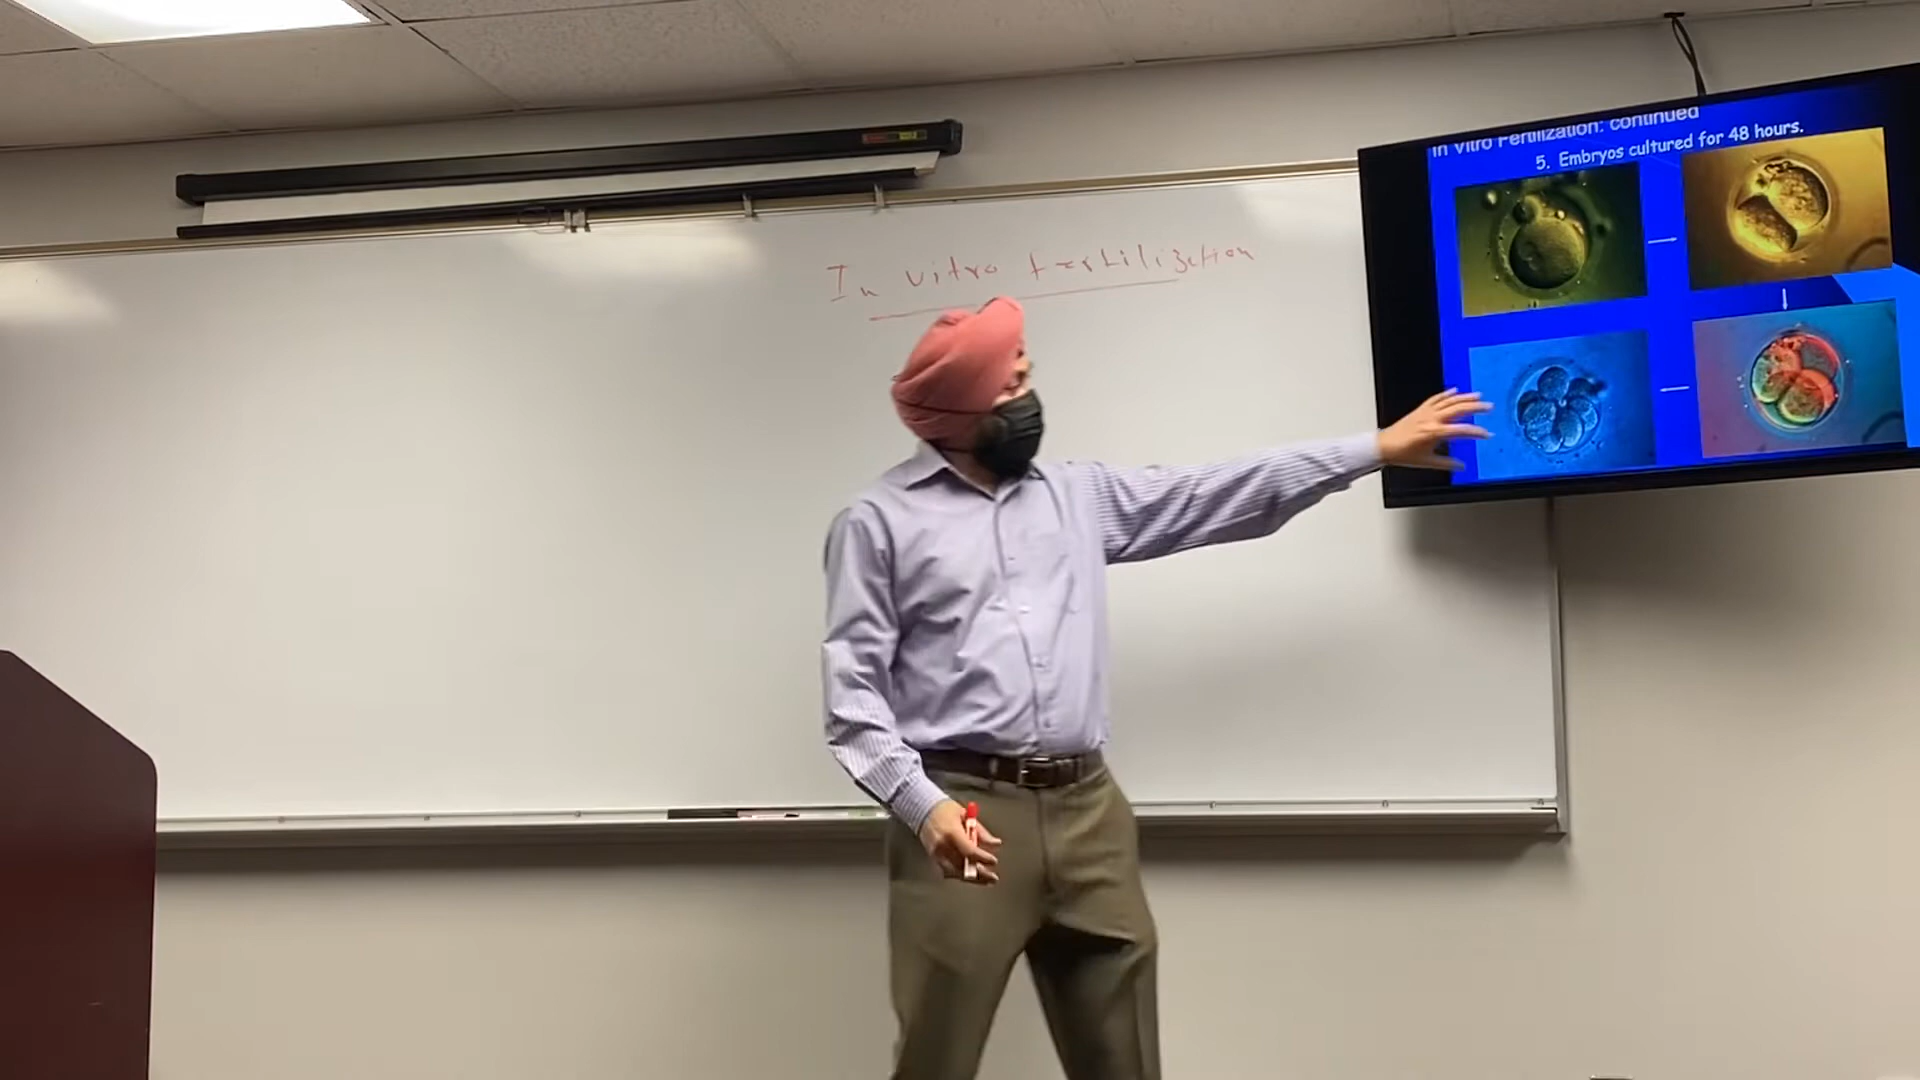 In vitro fertilization
In Vitro Fertilization: continued
5. Embryos cultured for 48 hours.